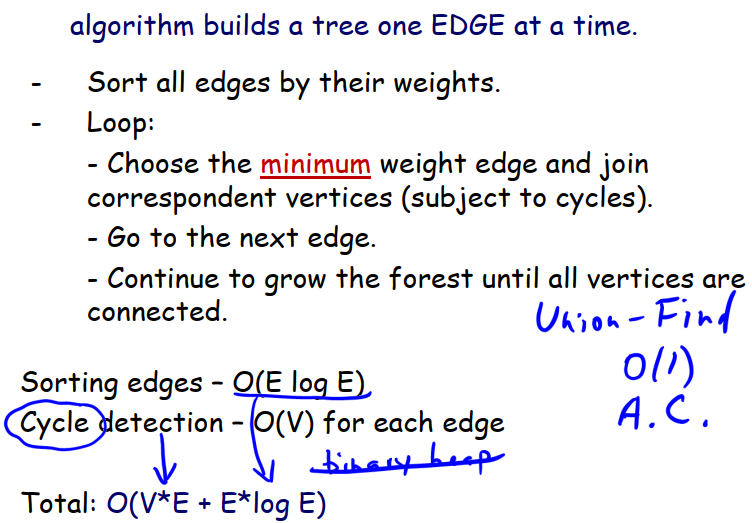 algorithm builds a tree one EDGE at a time.
- Sort all edges by their weights.
- Loop:
- Choose the minimum weight edge and join
correspondent vertices (subject to cycles).
- Go to the next edge.
- Continue to grow the forest until all vertices are
connected.
Union-Find
O(1)
A.C.
Sorting edges – O(E log E)
Cycle detection – O(V) for each edge
binary heap
Total: O(V*E + E*log E)